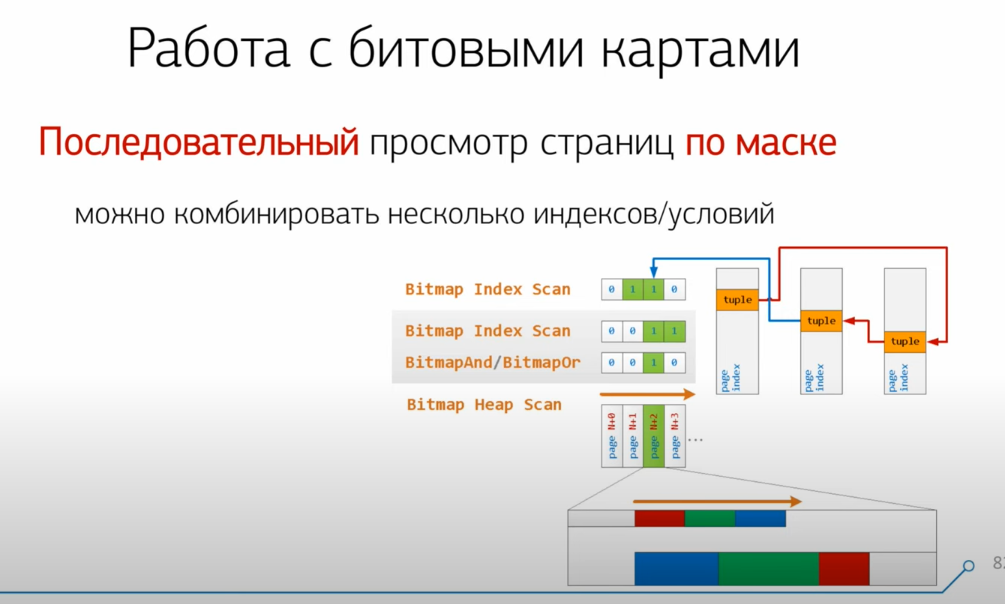 Работа с битовыми картами
Последовательный просмотр страниц по маске
можно комбинировать несколько индексов/условий
Bitmap Index Scan
0 1 1 0
tuple
tuple
tuple
page index
page index
page index
Bitmap Index Scan
0 0 1 1
BitmapAnd/BitmapOr
0 0 1 0
Bitmap Heap Scan
page N+0
page N+1
page N+2
page N+3
...